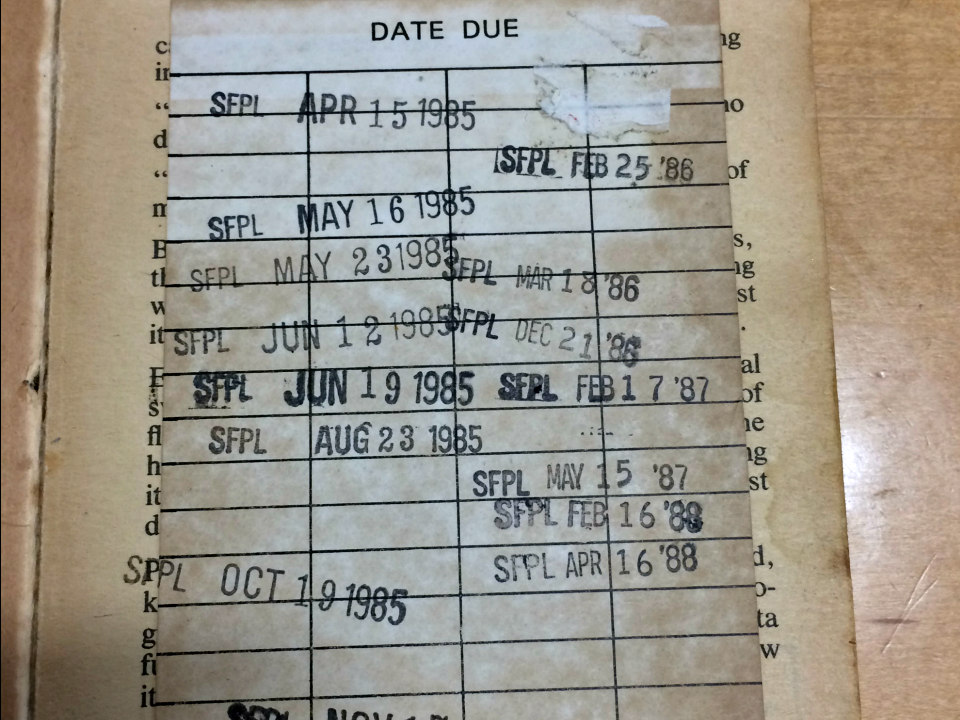 DATE DUE
SFPL APR 15 1985
SFPL MAY 16 1985
SFPL MAY 23 1985
SFPL JUN 12 1985
SFPL JUN 19 1985
SFPL AUG 23 1985
SFPL OCT 19 1985
SFPL NOV
SFPL FEB 25 '86
SFPL MAR 18 '86
SFPL DEC 21 '86
SFPL FEB 17 '87
SFPL MAY 15 '87
SFPL FEB 16 '88
SFPL APR 16 '88